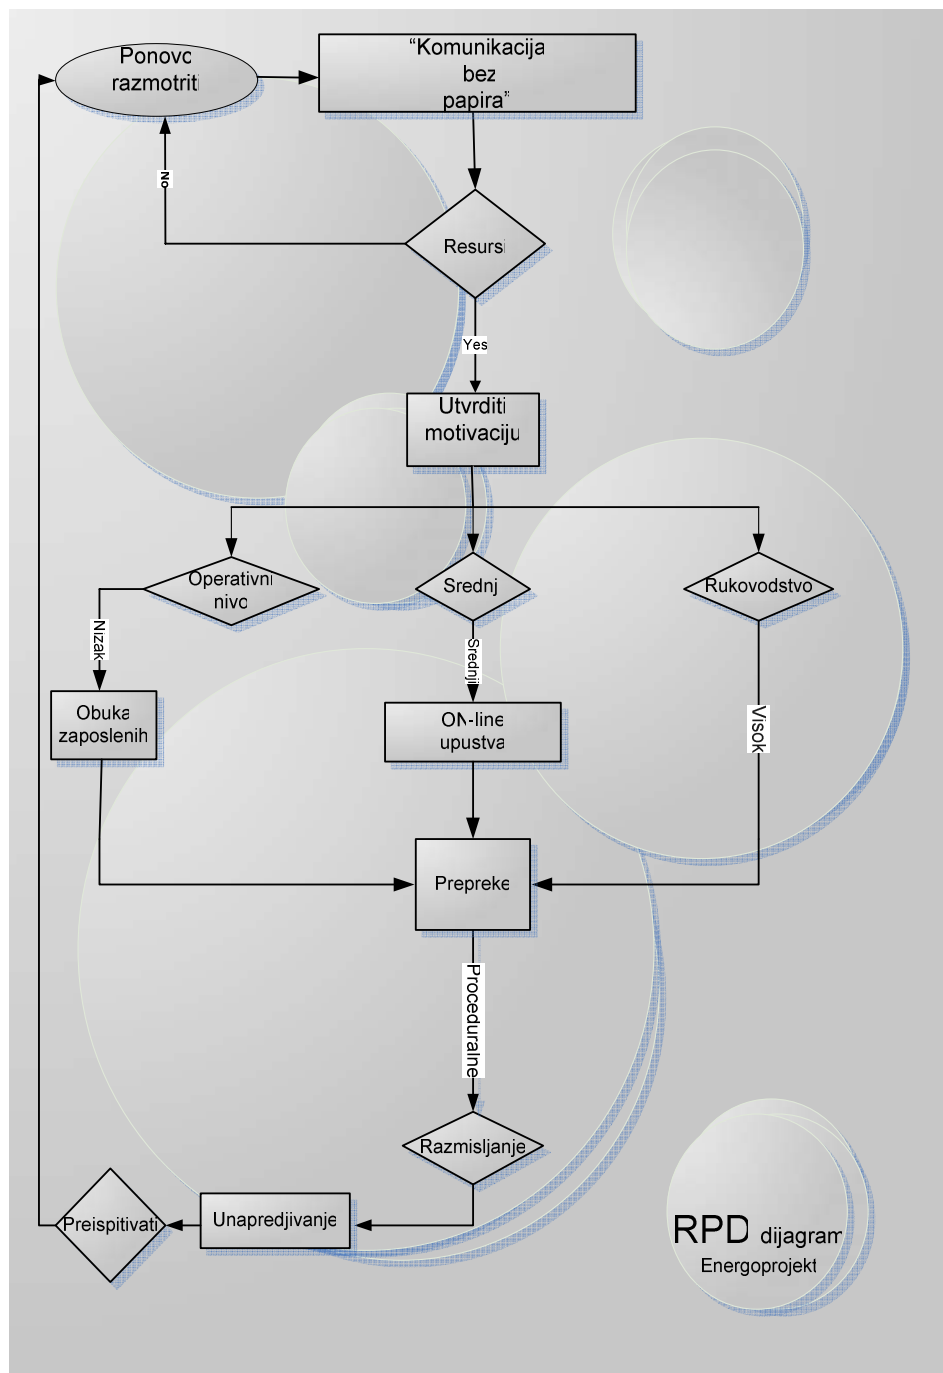 Ponovo
razmotriti
“Komunikacija
bez
papira”
No
Resursi
Yes
Utvrditi
motivaciju
Operativni
nivo
Srednj
Rukovodstvo
Nizak
Srednji
Visok
Obuka
zaposlenih
ON-line
upustva
Prepreke
Proceduralne
Razmisljanje
Unapredjivanje
Preispitivati
RPD dijagram
Energoprojekt